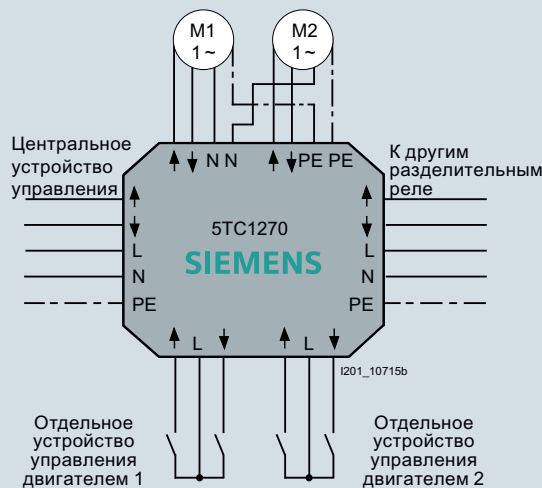 M1
1~
M2
1~
Центральное
устройство
управления
↑ ↓ N N ↑ ↓ PE PE
К другим
разделительным
реле
↑
↓
L
N
PE
5TC1270
SIEMENS
↑
↓
L
N
PE
↑ L ↓
↑ L ↓
I201_10715b
Отдельное
устройство
управления
двигателем 1
Отдельное
устройство
управления
двигателем 2